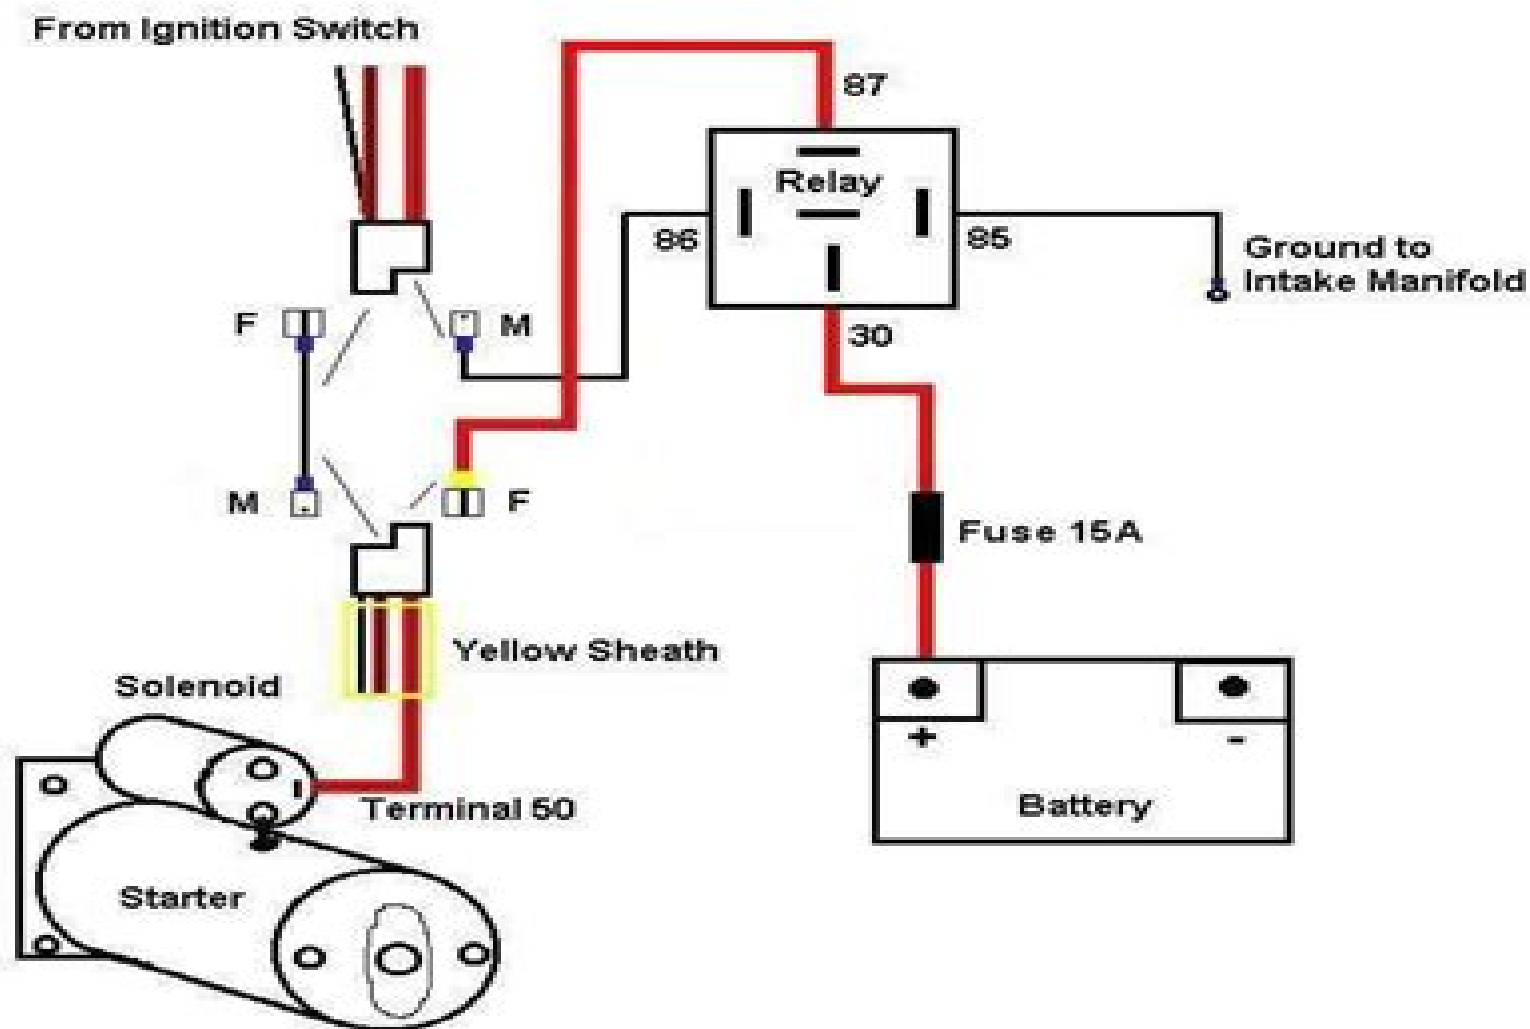 From Ignition Switch
87
Relay
86
85
Ground to
Intake Manifold
F
M
30
M
F
Fuse 15A
Yellow Sheath
Solenoid
+
-
Terminal 50
Battery
Starter